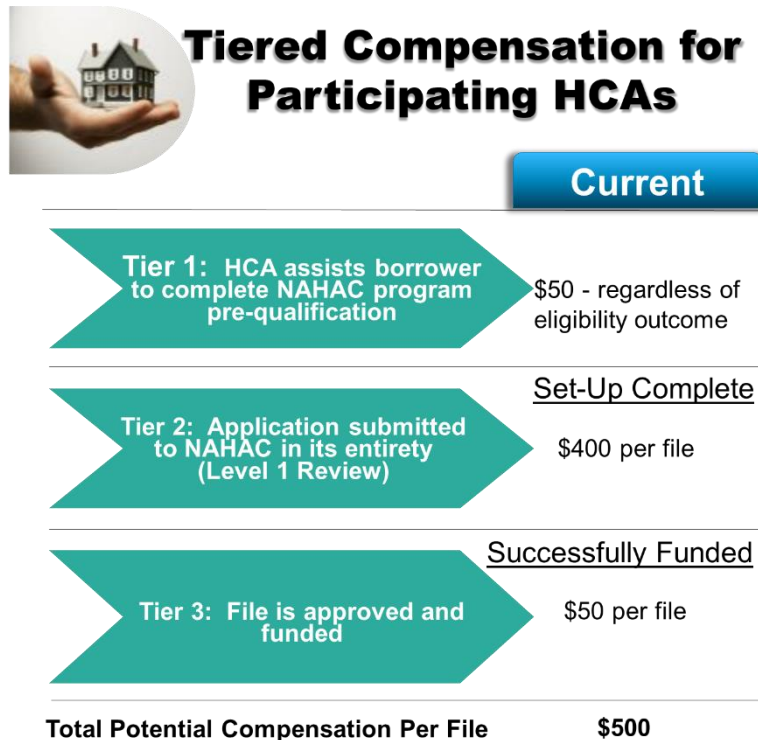 Tiered Compensation for
Participating HCAs
Current
Tier 1:  HCA assists borrower
to complete NAHAC program
pre-qualification
$50 - regardless of
eligibility outcome
Set-Up Complete
Tier 2:  Application submitted
to NAHAC in its entirety
(Level 1 Review)
$400 per file
Successfully Funded
Tier 3:  File is approved and
funded
$50 per file
Total Potential Compensation Per File
$500